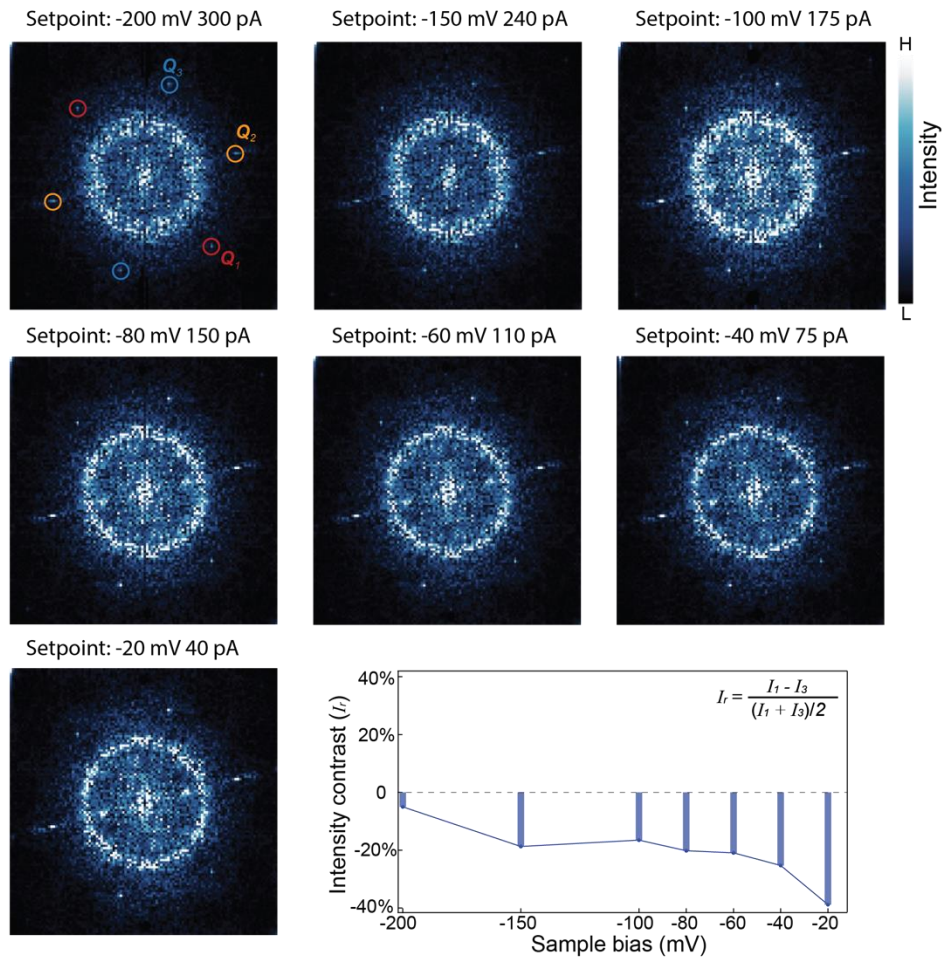 Setpoint: -200 mV 300 pA
Setpoint: -150 mV 240 pA
Setpoint: -100 mV 175 pA
Q3
Q2
Q1
H
Intensity
L
Setpoint: -80 mV 150 pA
Setpoint: -60 mV 110 pA
Setpoint: -40 mV 75 pA
Setpoint: -20 mV 40 pA
Intensity contrast (Ir)
40%
20%
0
-20%
-40%
Ir = I1 - I3 / (I1 + I3)/2
-200 -150 -100 -80 -60 -40 -20
Sample bias (mV)